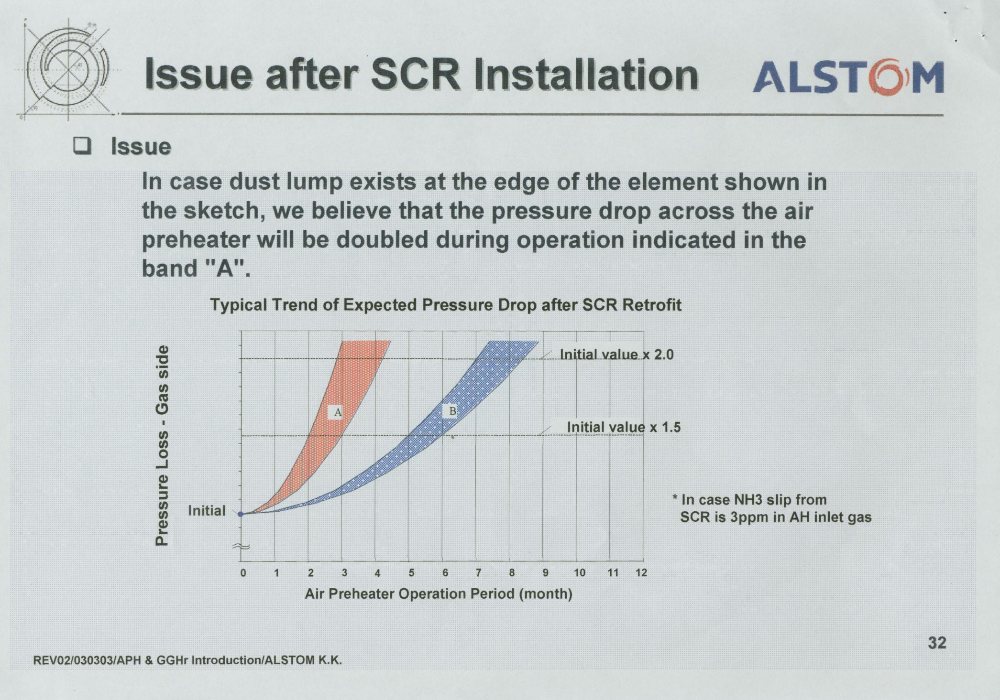 Issue after SCR Installation
ALSTOM
Issue
In case dust lump exists at the edge of the element shown in
the sketch, we believe that the pressure drop across the air
preheater will be doubled during operation indicated in the
band "A".
Typical Trend of Expected Pressure Drop after SCR Retrofit
Pressure Loss - Gas side
Initial value x 2.0
A
B
Initial value x 1.5
Initial
* In case NH3 slip from
SCR is 3ppm in AH inlet gas
0 1 2 3 4 5 6 7 8 9 10 11 12
Air Preheater Operation Period (month)
32
REV02/030303/APH & GGHr Introduction/ALSTOM K.K.